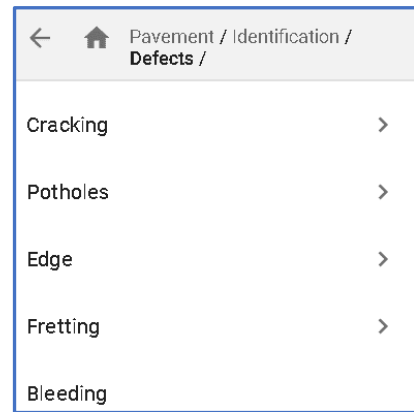 Pavement / Identification /
Defects /
Cracking
Potholes
Edge
Fretting
Bleeding